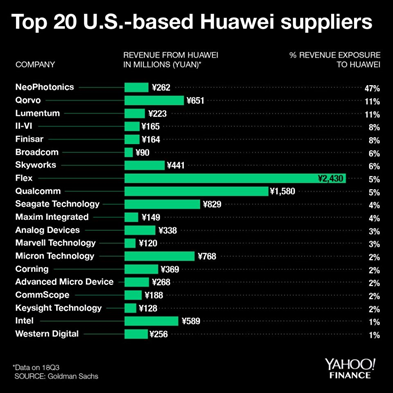 Top 20 U.S.-based Huawei suppliers
COMPANY REVENUE FROM HUAWEI IN MILLIONS (YUAN)* % REVENUE EXPOSURE TO HUAWEI
NeoPhotonics ¥262 47%
Qorvo ¥651 11%
Lumentum ¥223 11%
II-VI ¥165 8%
Finisar ¥164 8%
Broadcom ¥90 6%
Skyworks ¥441 6%
Flex ¥2,430 5%
Qualcomm ¥1,580 5%
Seagate Technology ¥829 4%
Maxim Integrated ¥149 4%
Analog Devices ¥338 3%
Marvell Technology ¥120 3%
Micron Technology ¥768 2%
Corning ¥369 2%
Advanced Micro Device ¥268 2%
CommScope ¥188 2%
Keysight Technology ¥128 2%
Intel ¥589 1%
Western Digital ¥256 1%
*Data on 18Q3
SOURCE: Goldman Sachs
YAHOO!
FINANCE